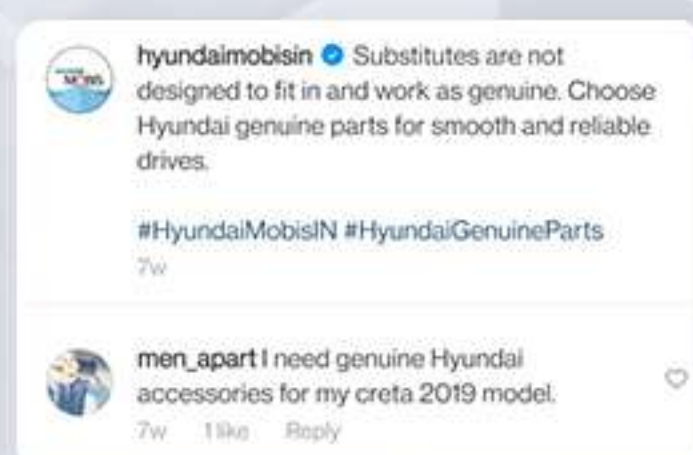 hyundaimobisin Substitutes are not
designed to fit in and work as genuine. Choose
Hyundai genuine parts for smooth and reliable
drives.
#HyundaiMobisIN #HyundaiGenuineParts
7w
men_apart I need genuine Hyundai
accessories for my creta 2019 model.
7w 1 like Reply